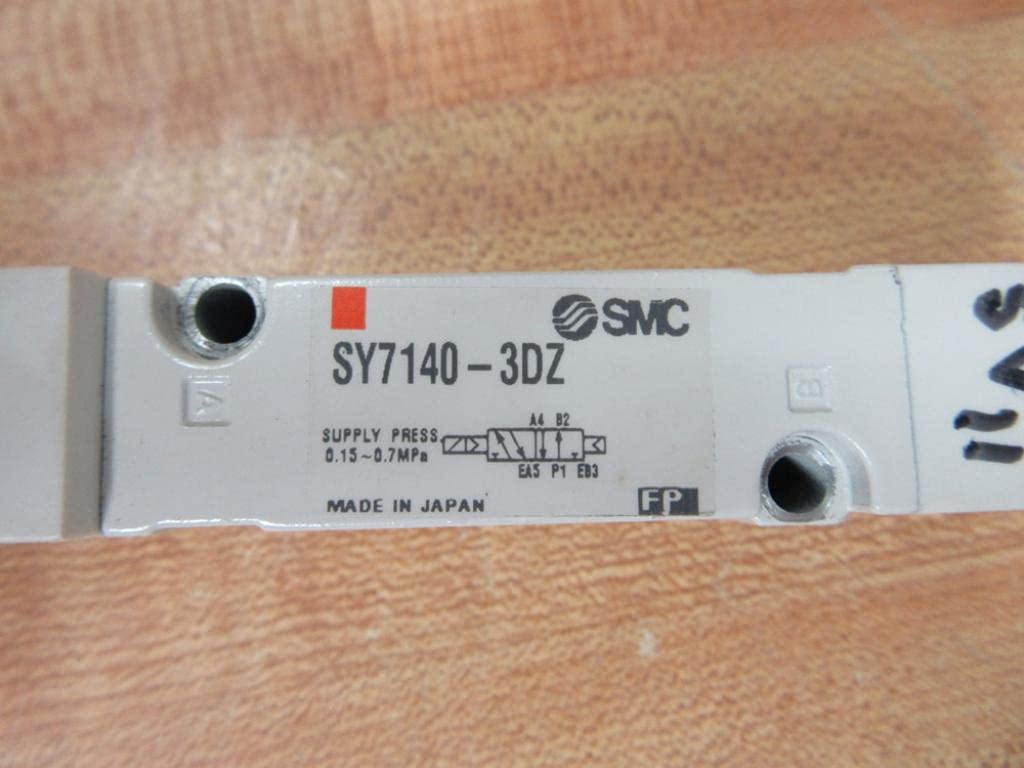 SMC
SY7140-3DZ
A4 B2
SUPPLY PRESS
0.15~0.7MPa
EA5 P1 EB3
MADE IN JAPAN
FP
A
B